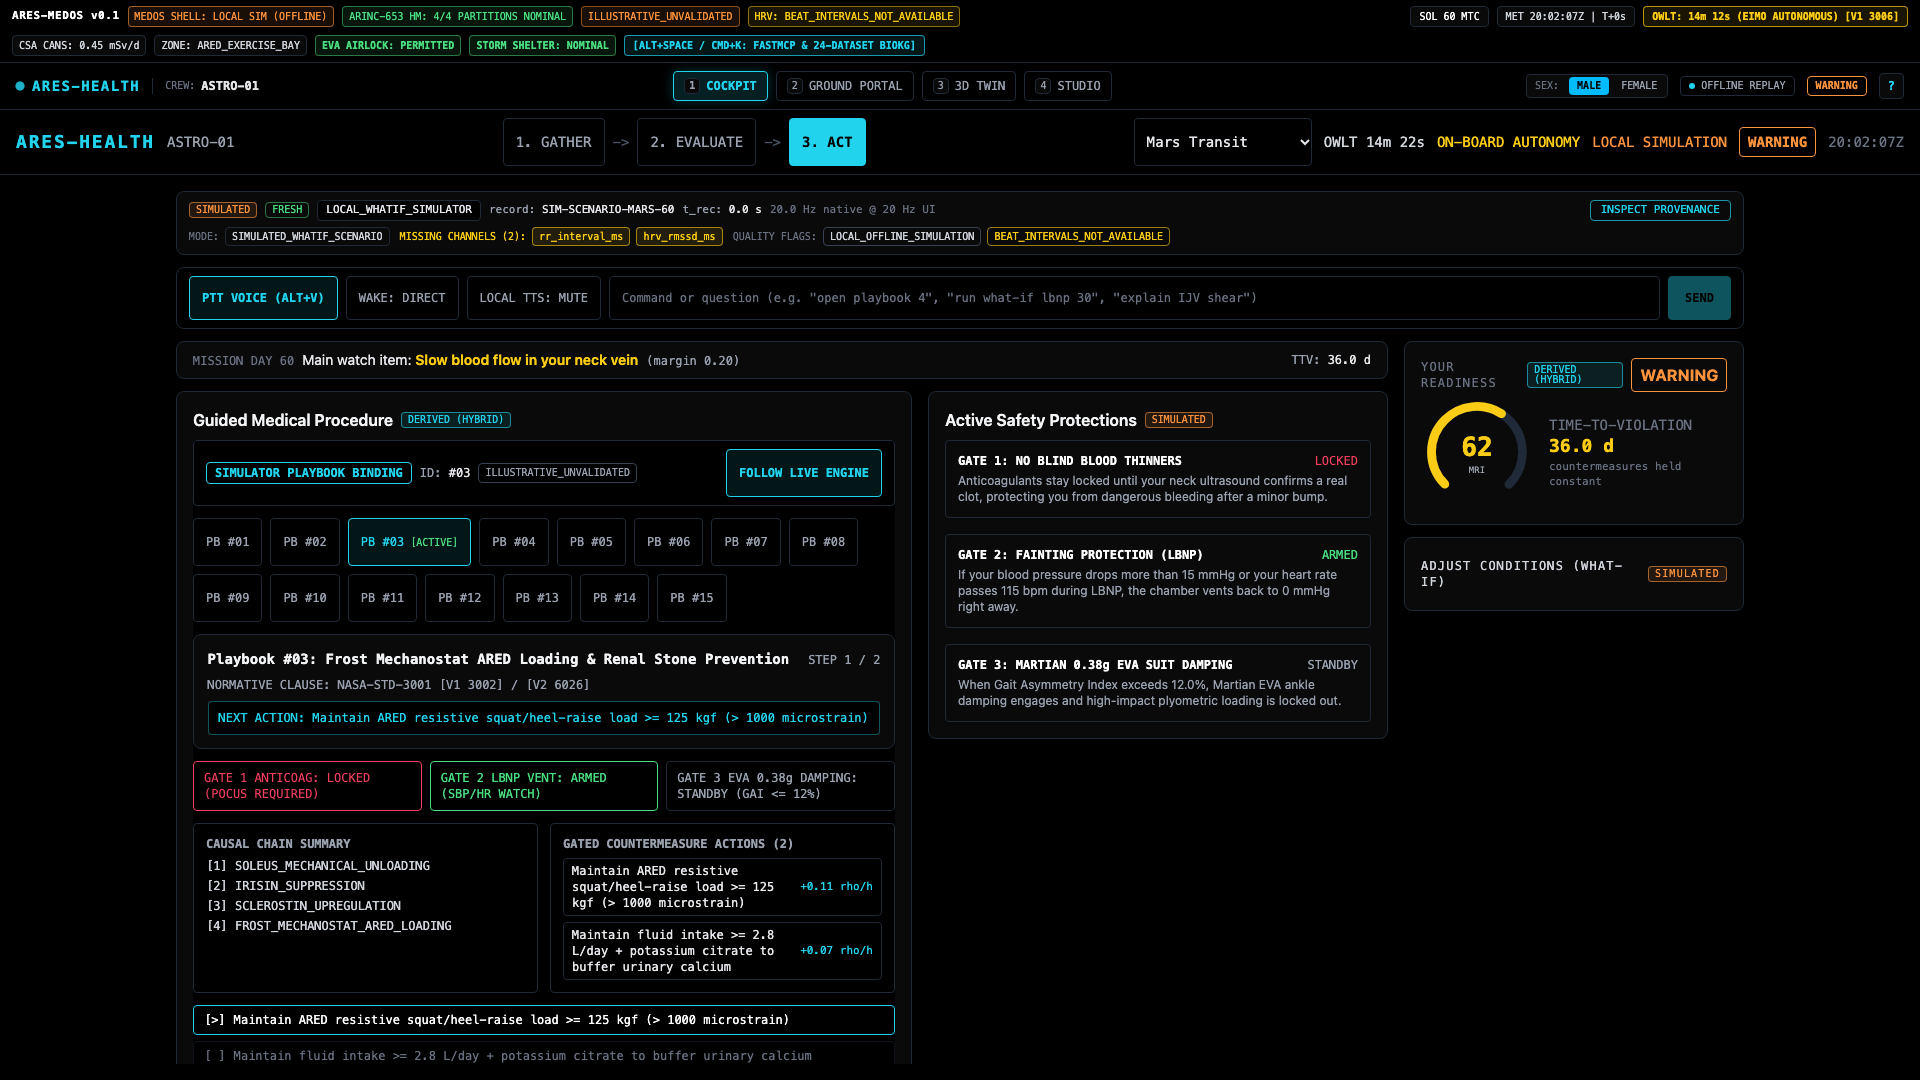 ARES-MEDOS v0.1 MEDOS SHELL: LOCAL SIM (OFFLINE) ARINC-653 HM: 4/4 PARTITIONS NOMINAL ILLUSTRATIVE_UNVALIDATED HRV: BEAT_INTERVALS_NOT_AVAILABLE SOL 60 MTC MET 20:02:07Z | T+0s OWLT: 14m 12s (EIMO AUTONOMOUS) [V1 3006]
CSA CANS: 0.45 mSv/d ZONE: ARED_EXERCISE_BAY EVA AIRLOCK: PERMITTED STORM SHELTER: NOMINAL [ALT+SPACE / CMD+K: FASTMCP & 24-DATASET BIOKG]
ARES-HEALTH CREW: ASTRO-01 1 COCKPIT 2 GROUND PORTAL 3 3D TWIN 4 STUDIO SEX: MALE FEMALE OFFLINE REPLAY WARNING ?
ARES-HEALTH ASTRO-01 1. GATHER -> 2. EVALUATE -> 3. ACT Mars Transit OWLT 14m 22s ON-BOARD AUTONOMY LOCAL SIMULATION WARNING 20:02:07Z
SIMULATED FRESH LOCAL_WHATIF_SIMULATOR record: SIM-SCENARIO-MARS-60 t_rec: 0.0 s 20.0 Hz native @ 20 Hz UI INSPECT PROVENANCE
MODE: SIMULATED_WHATIF_SCENARIO MISSING CHANNELS (2): rr_interval_ms hrv_rmssd_ms QUALITY FLAGS: LOCAL_OFFLINE_SIMULATION BEAT_INTERVALS_NOT_AVAILABLE
PTT VOICE (ALT+V) WAKE: DIRECT LOCAL TTS: MUTE Command or question (e.g. "open playbook 4", "run what-if lbnp 30", "explain IJV shear") SEND
MISSION DAY 60 Main watch item: Slow blood flow in your neck vein (margin 0.20) TTV: 36.0 d
Guided Medical Procedure DERIVED (HYBRID)
SIMULATOR PLAYBOOK BINDING ID: #03 ILLUSTRATIVE_UNVALIDATED FOLLOW LIVE ENGINE
PB #01 PB #02 PB #03 [ACTIVE] PB #04 PB #05 PB #06 PB #07 PB #08
PB #09 PB #10 PB #11 PB #12 PB #13 PB #14 PB #15
Playbook #03: Frost Mechanostat ARED Loading & Renal Stone Prevention STEP 1 / 2
NORMATIVE CLAUSE: NASA-STD-3001 [V1 3002] / [V2 6026]
NEXT ACTION: Maintain ARED resistive squat/heel-raise load >= 125 kgf (> 1000 microstrain)
GATE 1 ANTICOAG: LOCKED
(POCUS REQUIRED)
GATE 2 LBNP VENT: ARMED
(SBP/HR WATCH)
GATE 3 EVA 0.38g DAMPING:
STANDBY (GAI <= 12%)
CAUSAL CHAIN SUMMARY
[1] SOLEUS_MECHANICAL_UNLOADING
[2] IRISIN_SUPPRESSION
[3] SCLEROSTIN_UPREGULATION
[4] FROST_MECHANOSTAT_ARED_LOADING
GATED COUNTERMEASURE ACTIONS (2)
Maintain ARED resistive
squat/heel-raise load >= 125 +0.11 rho/h
kgf (> 1000 microstrain)
Maintain fluid intake >= 2.8
L/day + potassium citrate to +0.07 rho/h
buffer urinary calcium
[>] Maintain ARED resistive squat/heel-raise load >= 125 kgf (> 1000 microstrain)
[ ] Maintain fluid intake >= 2.8 L/day + potassium citrate to buffer urinary calcium
Active Safety Protections SIMULATED
GATE 1: NO BLIND BLOOD THINNERS LOCKED
Anticoagulants stay locked until your neck ultrasound confirms a real
clot, protecting you from dangerous bleeding after a minor bump.
GATE 2: FAINTING PROTECTION (LBNP) ARMED
If your blood pressure drops more than 15 mmHg or your heart rate
passes 115 bpm during LBNP, the chamber vents back to 0 mmHg
right away.
GATE 3: MARTIAN 0.38g EVA SUIT DAMPING STANDBY
When Gait Asymmetry Index exceeds 12.0%, Martian EVA ankle
damping engages and high-impact plyometric loading is locked out.
YOUR
READINESS
DERIVED
(HYBRID)
WARNING
62
MRI
TIME-TO-VIOLATION
36.0 d
countermeasures held
constant
ADJUST CONDITIONS (WHAT-
IF)
SIMULATED